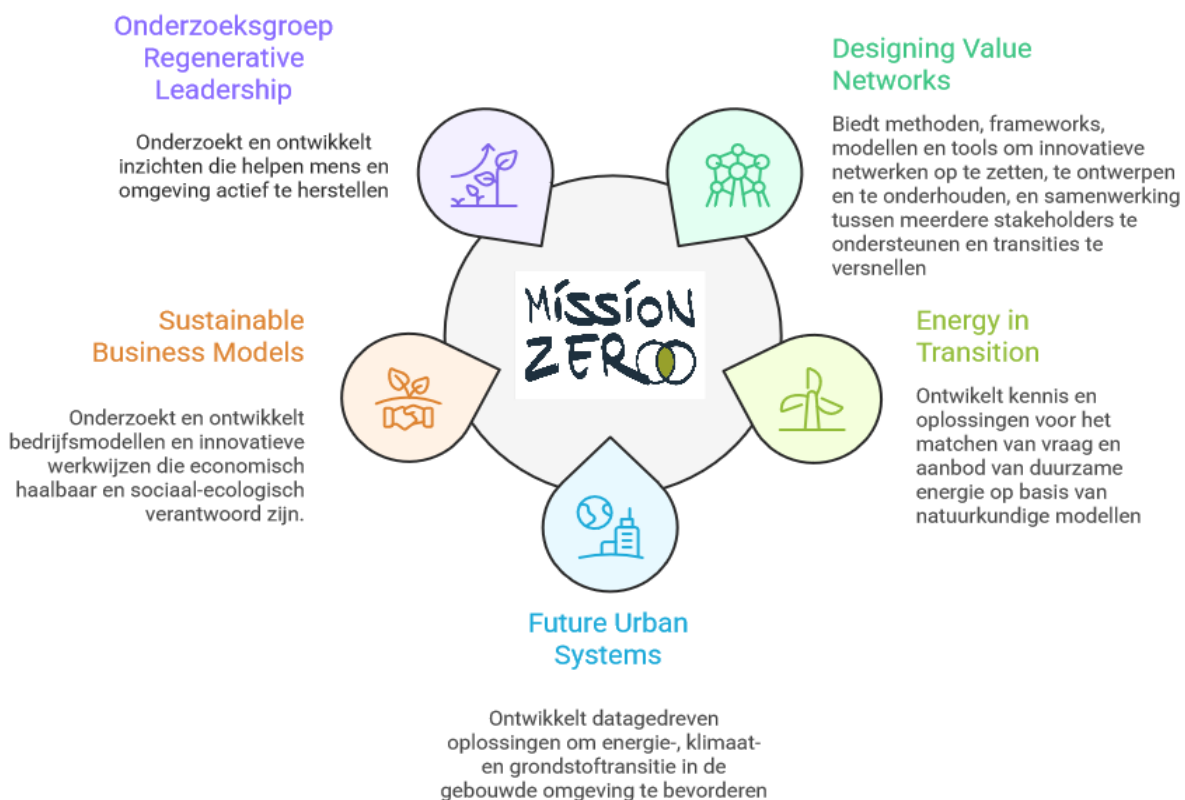 Onderzoeksgroep
Regenerative
Leadership
Onderzoekt en ontwikkelt
inzichten die helpen mens en
omgeving actief te herstellen
Designing Value
Networks
Biedt methoden, frameworks,
modellen en tools om innovatieve
netwerken op te zetten, te ontwerpen
en te onderhouden, en samenwerking
tussen meerdere stakeholders te
ondersteunen en transities te
versnellen
MISSION
ZERO
Sustainable
Business Models
Onderzoekt en ontwikkelt
bedrijfsmodellen en innovatieve
werkwijzen die economisch
haalbaar en sociaal-ecologisch
verantwoord zijn.
Energy in
Transition
Ontwikelt kennis en
oplossingen voor het
matchen van vraag en
aanbod van duurzame
energie op basis van
natuurkundige modellen
Future Urban
Systems
Ontwikkelt datagedreven
oplossingen om energie-, klimaat-
en grondstoftransitie in de
gebouwde omgeving te bevorderen